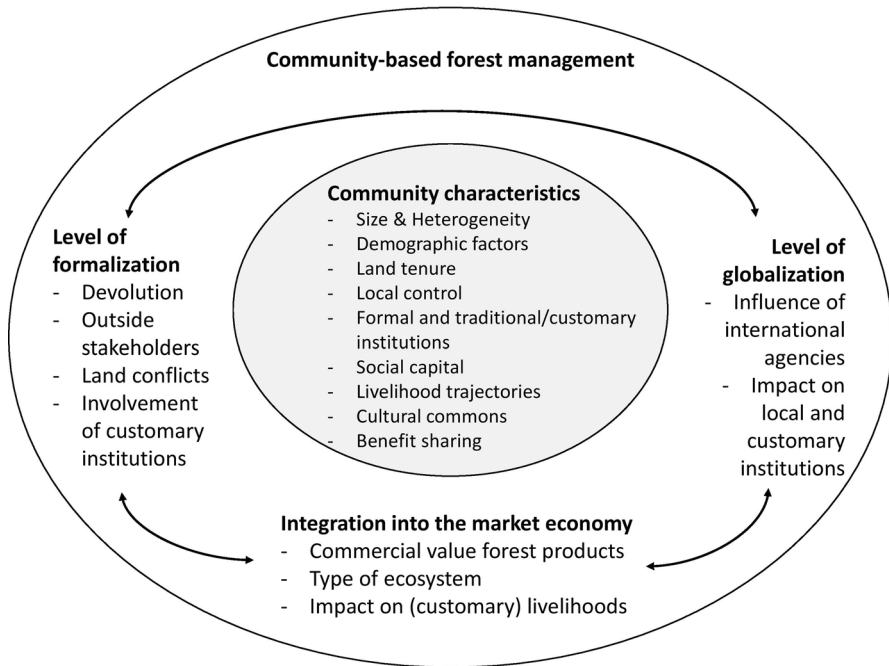 Community-based forest management
Community characteristics
- Size & Heterogeneity
- Demographic factors
- Land tenure
- Local control
- Formal and traditional/customary
institutions
- Social capital
- Livelihood trajectories
- Cultural commons
- Benefit sharing
Level of
formalization
- Devolution
- Outside
stakeholders
- Land conflicts
- Involvement
of customary
institutions
Level of
globalization
- Influence of
international
agencies
- Impact on
local and
customary
institutions
Integration into the market economy
- Commercial value forest products
- Type of ecosystem
- Impact on (customary) livelihoods